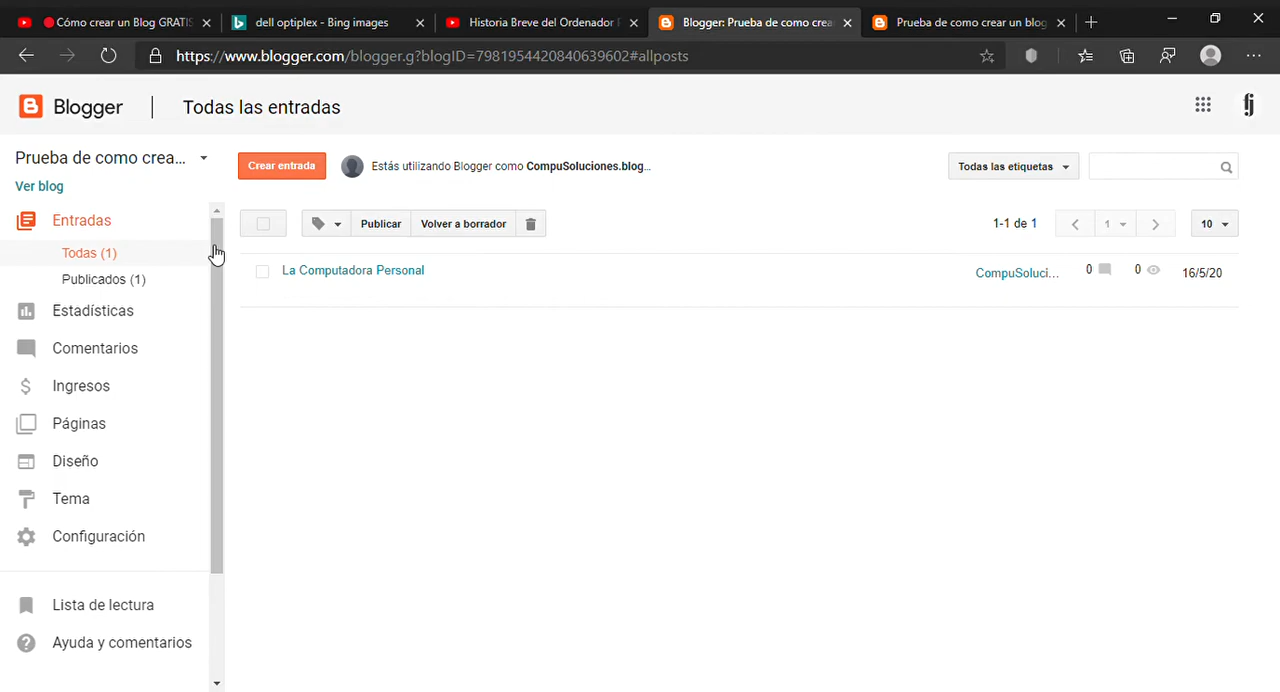 Cómo crear un Blog GRATIS
dell optiplex - Bing images
Historia Breve del Ordenador
Blogger: Prueba de como crea
Prueba de como crear un blog
https://www.blogger.com/blogger.g?blogID=7981954420840639602#allposts
Blogger
Todas las entradas
Prueba de como crea...
Ver blog
Crear entrada
Estás utilizando Blogger como CompuSoluciones.blog...
Todas las etiquetas
Entradas
Todas (1)
Publicados (1)
Estadísticas
Comentarios
Ingresos
Páginas
Diseño
Tema
Configuración
Lista de lectura
Ayuda y comentarios
Publicar
Volver a borrador
1-1 de 1
1
10
La Computadora Personal
CompuSoluci...
0
0
16/5/20